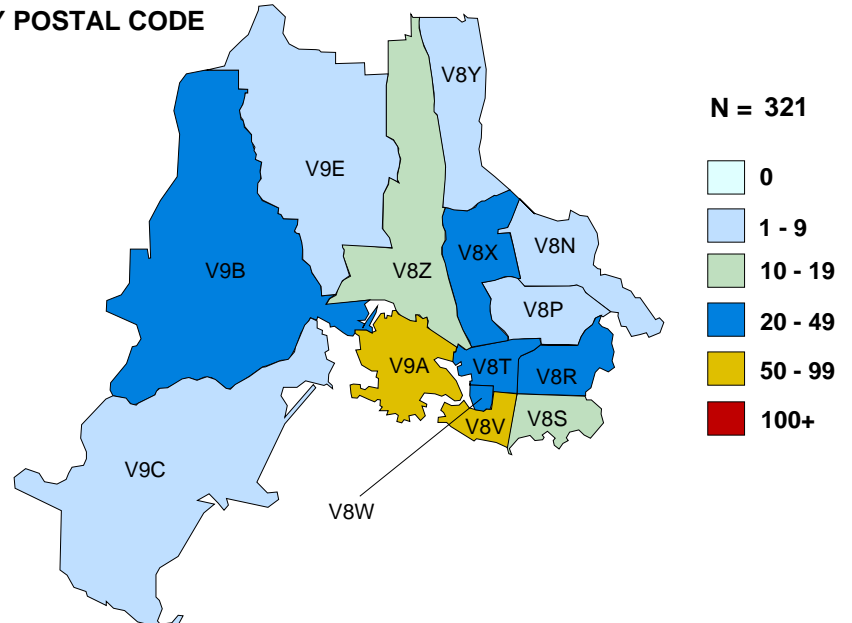 Y POSTAL CODE
V8Y
N = 321
V9E
0
1 - 9
V8N
V8X
V9B
V8Z
10 - 19
V8P
20 - 49
V9A
V8T
V8R
50 - 99
V8V
V8S
100+
V9C
V8W